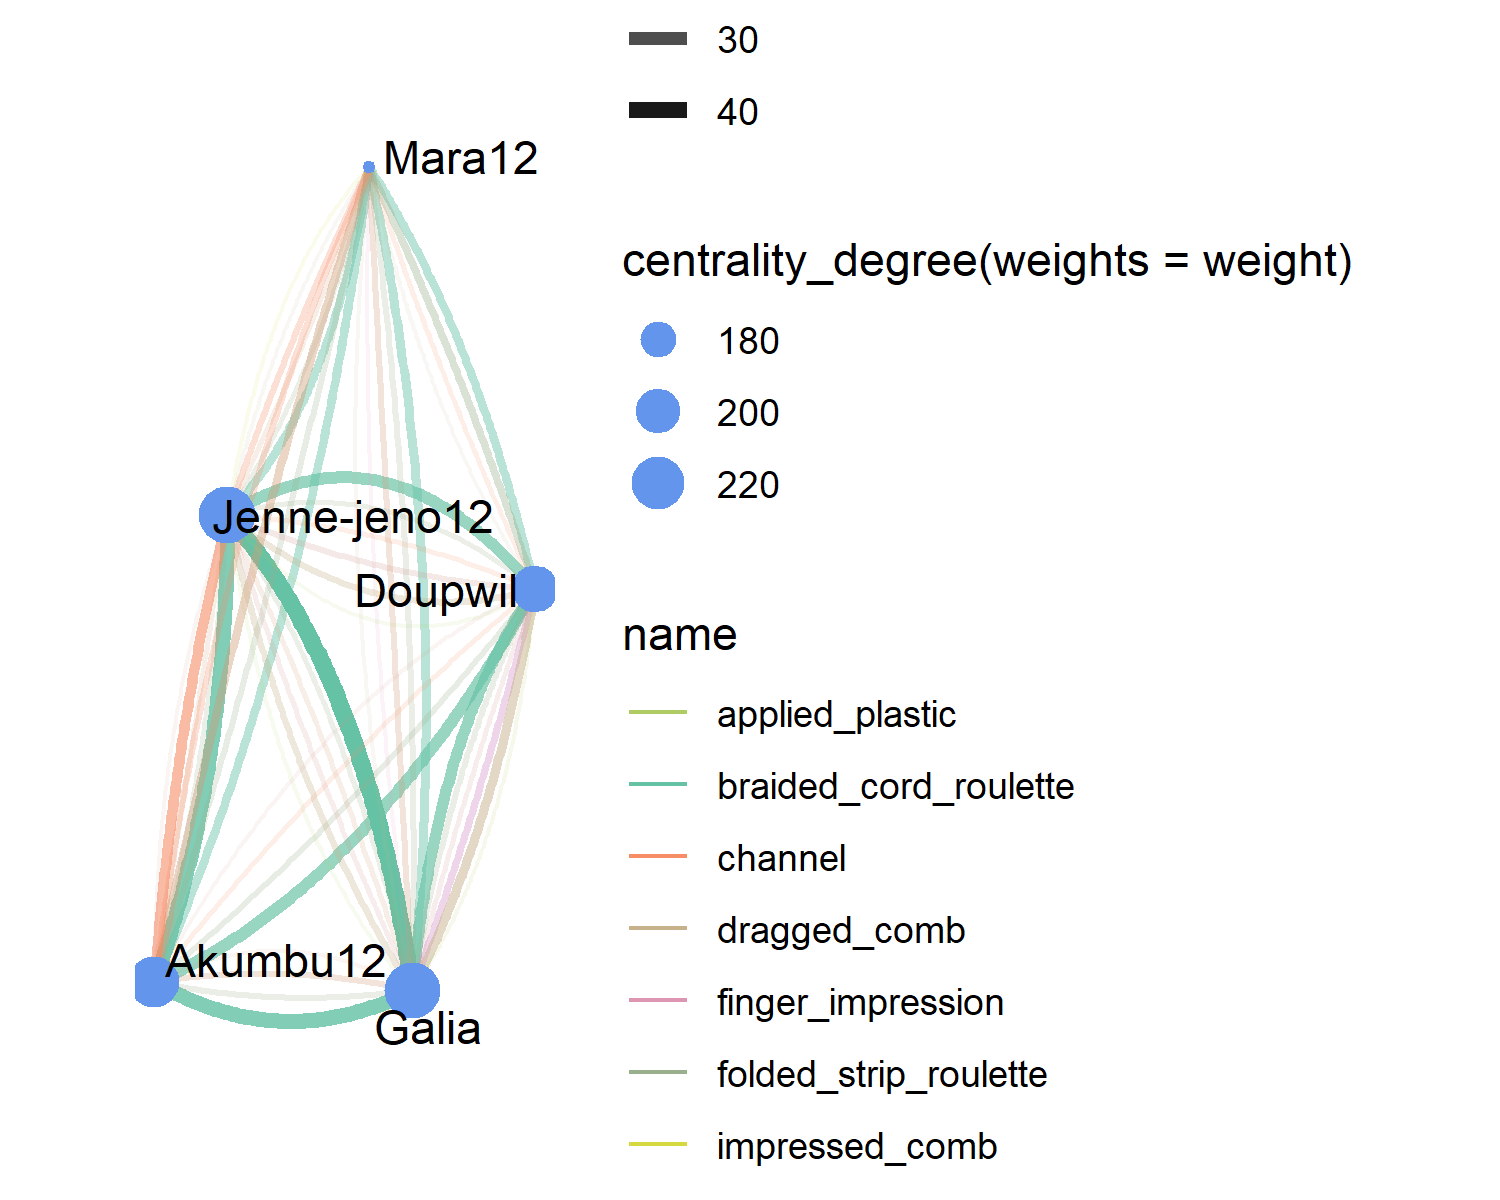 Mara12
Jenne-jeno12
Doupwil
Akumbu12
Galia
30
40
centrality_degree(weights = weight)
180
200
220
name
applied_plastic
braided_cord_roulette
channel
dragged_comb
finger_impression
folded_strip_roulette
impressed_comb